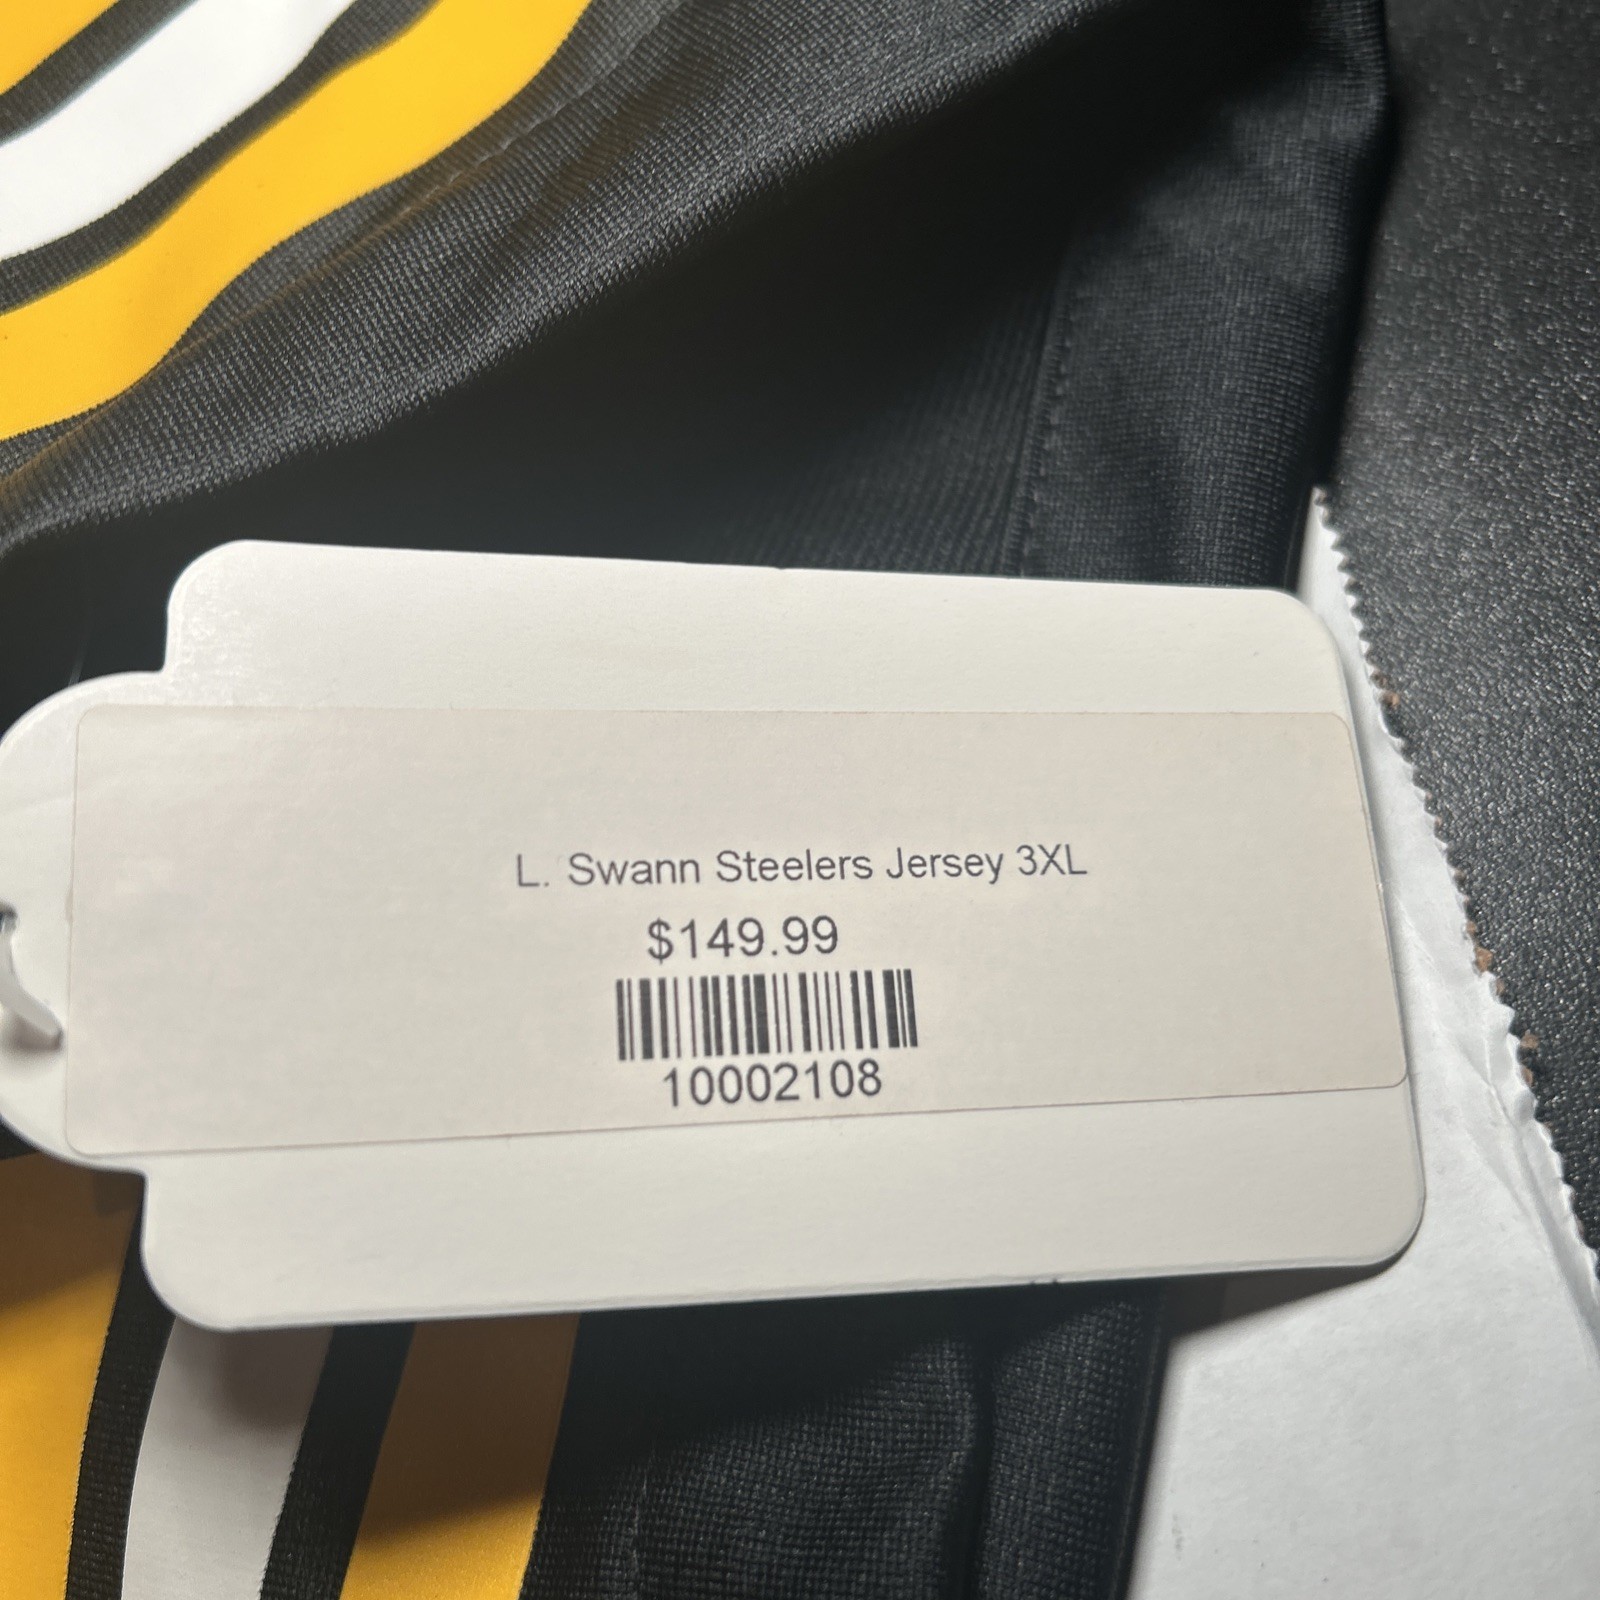 L. Swann Steelers Jersey 3XL
$149.99
10002108